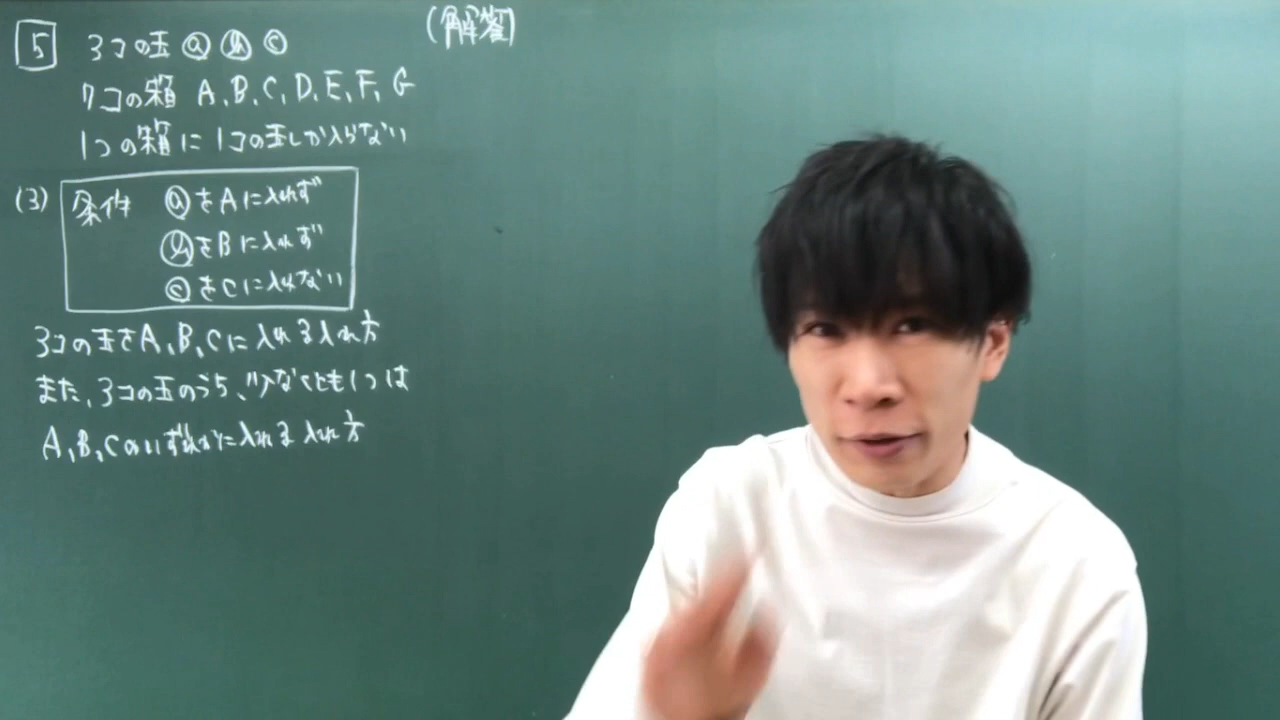 5 3コの玉 ⓐ ⓑ ⓒ
7コの箱 A, B, C, D, E, F, G
1つの箱に1コの玉しか入らない
(3) 条件 ⓐをAに入れず
ⓑをBに入れず
ⓒをCに入れない
3コの玉をA, B, Cに入れる入れ方
また、3コの玉のうち、少なくとも1つは
A, B, Cのいずれかに入れる入れ方
(解答)